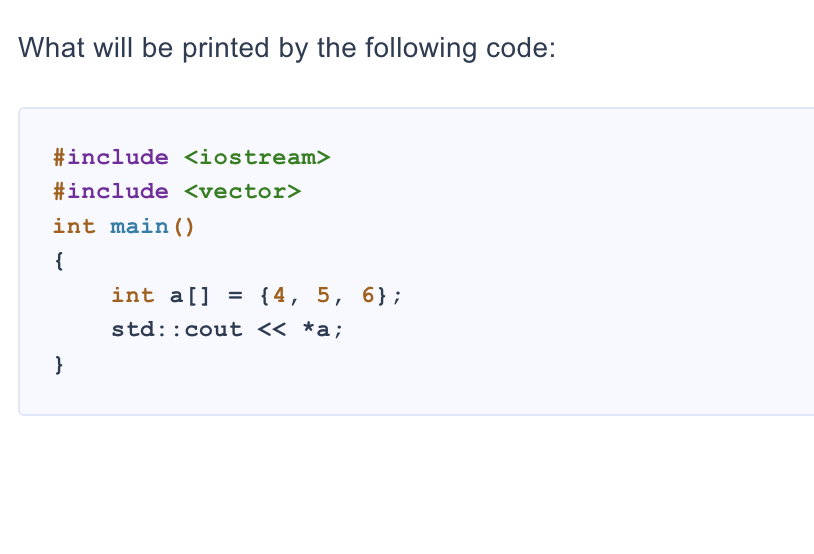 What will be printed by the following code:
#include <iostream>
#include <vector>
int main()
{
    int a[] = {4, 5, 6};
    std::cout << *a;
}